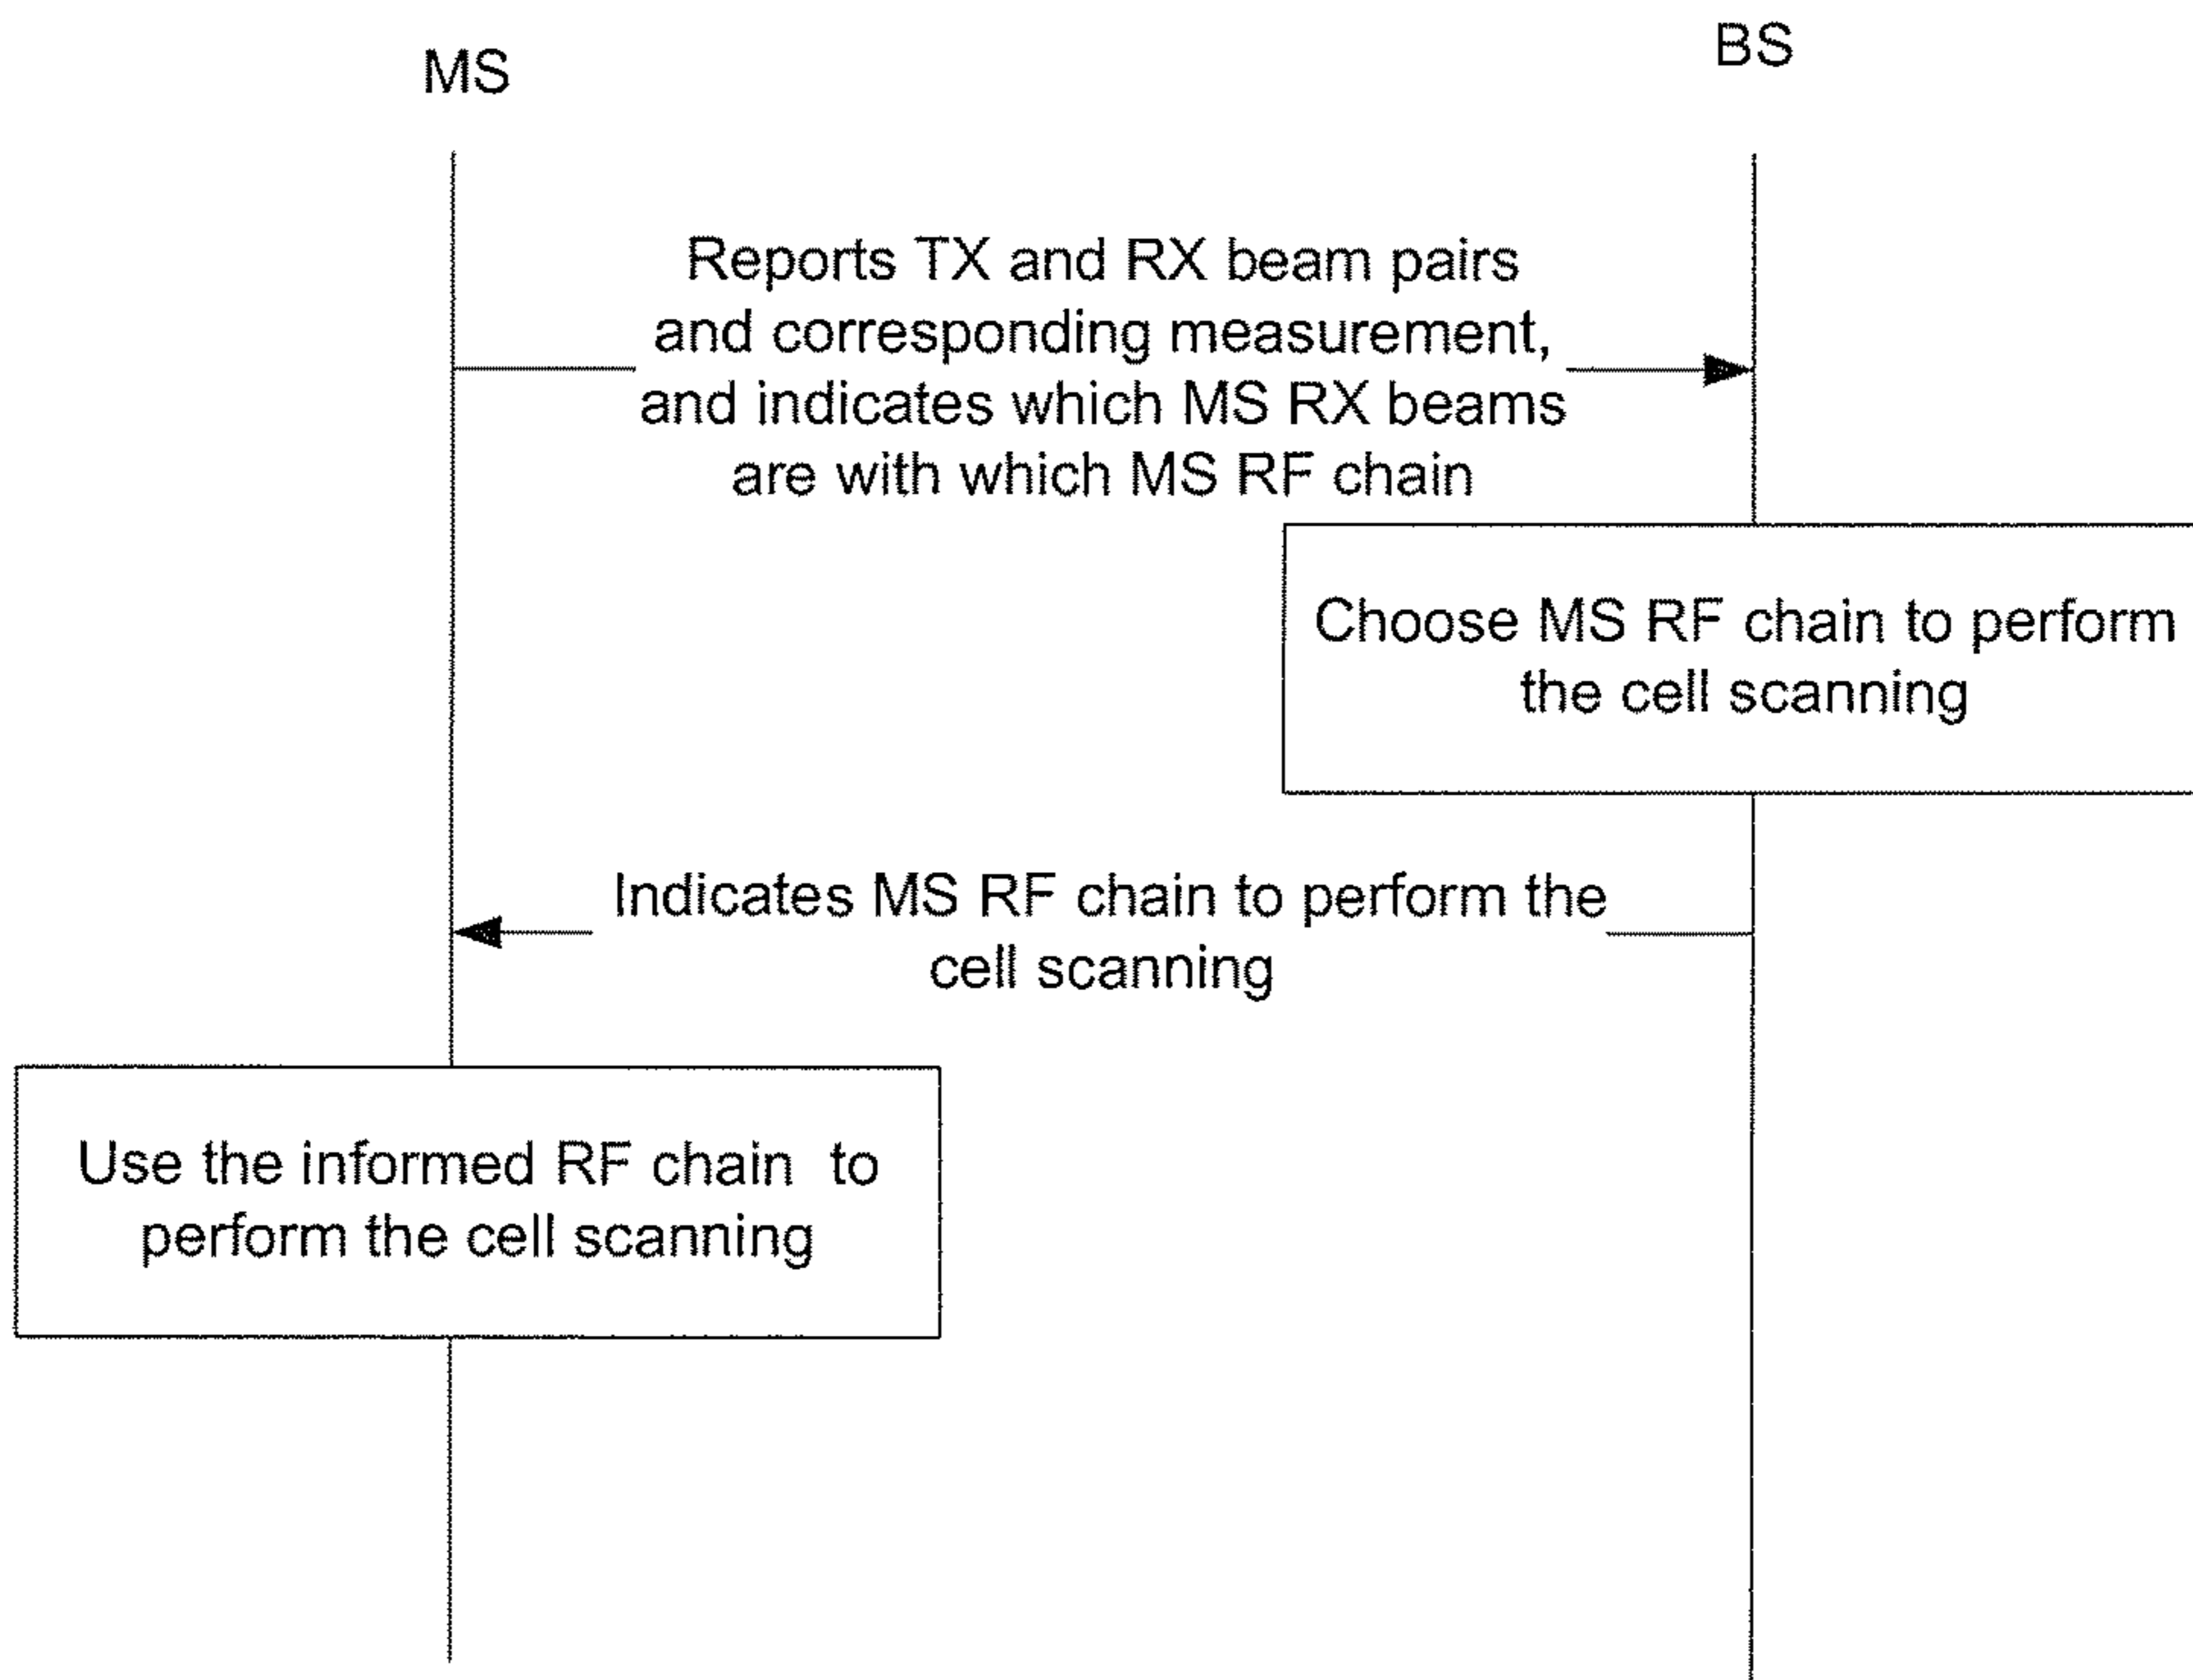 MS
BS
Reports TX and RX beam pairs
and corresponding measurement,
and indicates which MS RX beams
are with which MS RF chain
Choose MS RF chain to perform
the cell scanning
Indicates MS RF chain to perform the
cell scanning
Use the informed RF chain to
perform the cell scanning